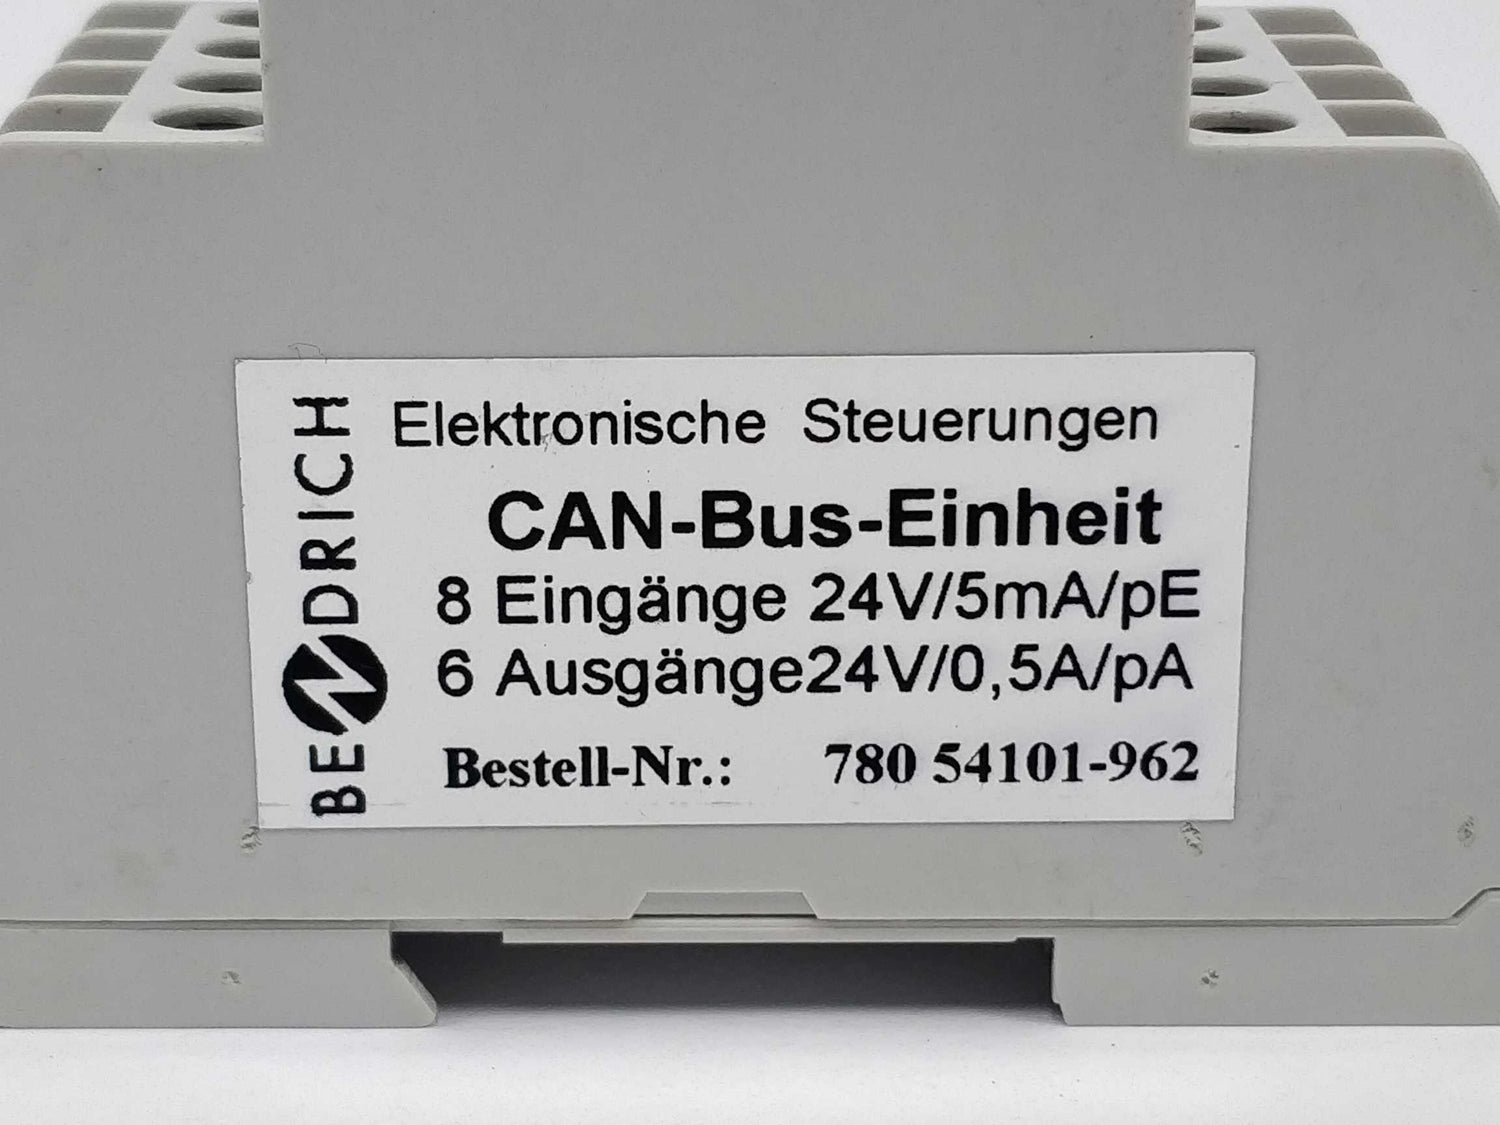 BENDRICH
Elektronische Steuerungen
CAN-Bus-Einheit
8 Eingänge 24V/5mA/pE
6 Ausgänge24V/0,5A/pA
Bestell-Nr.: 780 54101-962